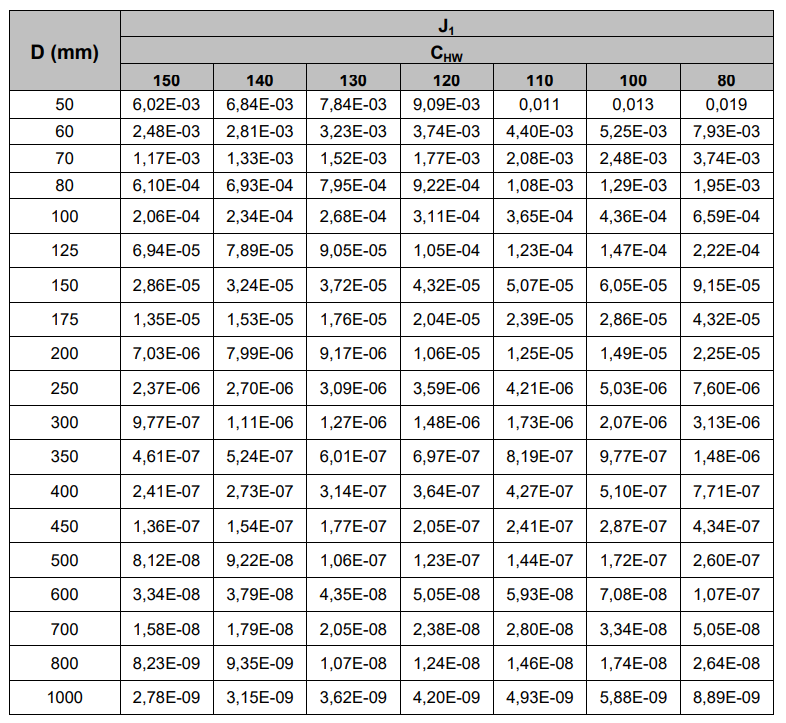 D (mm)
J1
CHW
150 140 130 120 110 100 80
50 6,02E-03 6,84E-03 7,84E-03 9,09E-03 0,011 0,013 0,019
60 2,48E-03 2,81E-03 3,23E-03 3,74E-03 4,40E-03 5,25E-03 7,93E-03
70 1,17E-03 1,33E-03 1,52E-03 1,77E-03 2,08E-03 2,48E-03 3,74E-03
80 6,10E-04 6,93E-04 7,95E-04 9,22E-04 1,08E-03 1,29E-03 1,95E-03
100 2,06E-04 2,34E-04 2,68E-04 3,11E-04 3,65E-04 4,36E-04 6,59E-04
125 6,94E-05 7,89E-05 9,05E-05 1,05E-04 1,23E-04 1,47E-04 2,22E-04
150 2,86E-05 3,24E-05 3,72E-05 4,32E-05 5,07E-05 6,05E-05 9,15E-05
175 1,35E-05 1,53E-05 1,76E-05 2,04E-05 2,39E-05 2,86E-05 4,32E-05
200 7,03E-06 7,99E-06 9,17E-06 1,06E-05 1,25E-05 1,49E-05 2,25E-05
250 2,37E-06 2,70E-06 3,09E-06 3,59E-06 4,21E-06 5,03E-06 7,60E-06
300 9,77E-07 1,11E-06 1,27E-06 1,48E-06 1,73E-06 2,07E-06 3,13E-06
350 4,61E-07 5,24E-07 6,01E-07 6,97E-07 8,19E-07 9,77E-07 1,48E-06
400 2,41E-07 2,73E-07 3,14E-07 3,64E-07 4,27E-07 5,10E-07 7,71E-07
450 1,36E-07 1,54E-07 1,77E-07 2,05E-07 2,41E-07 2,87E-07 4,34E-07
500 8,12E-08 9,22E-08 1,06E-07 1,23E-07 1,44E-07 1,72E-07 2,60E-07
600 3,34E-08 3,79E-08 4,35E-08 5,05E-08 5,93E-08 7,08E-08 1,07E-07
700 1,58E-08 1,79E-08 2,05E-08 2,38E-08 2,80E-08 3,34E-08 5,05E-08
800 8,23E-09 9,35E-09 1,07E-08 1,24E-08 1,46E-08 1,74E-08 2,64E-08
1000 2,78E-09 3,15E-09 3,62E-09 4,20E-09 4,93E-09 5,88E-09 8,89E-09